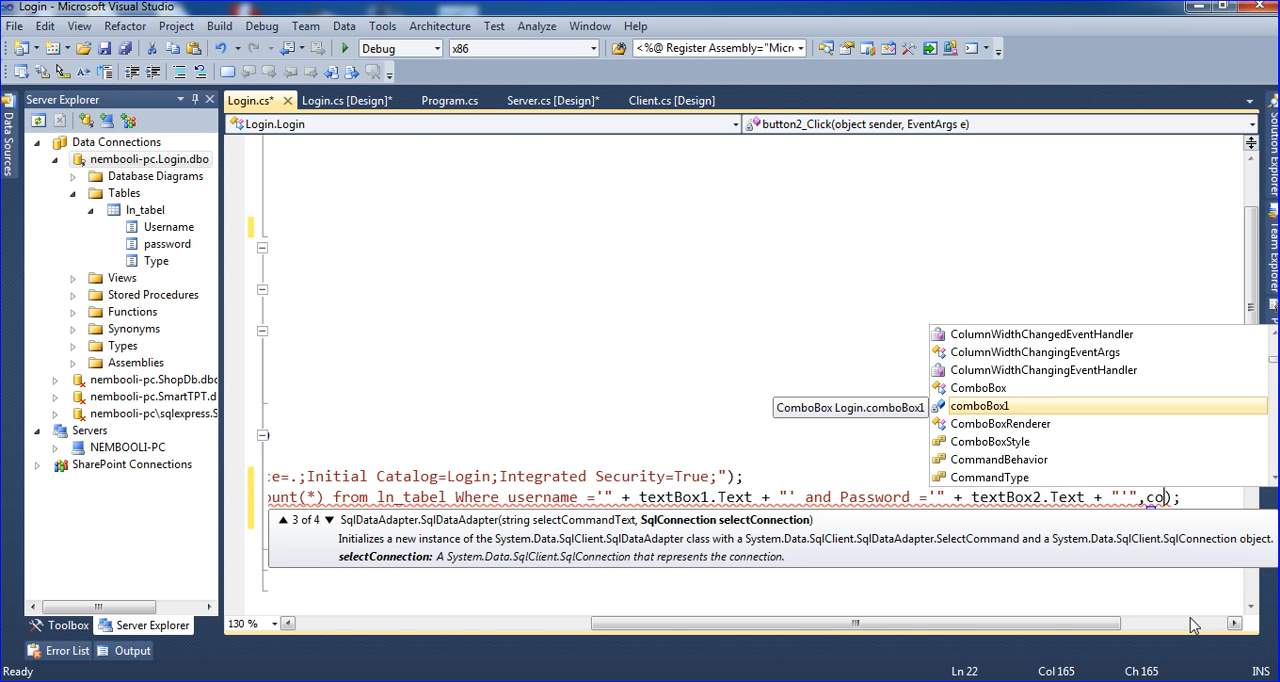 Login - Microsoft Visual Studio
File Edit View Refactor Project Build Debug Team Data Tools Architecture Test Analyze Window Help
Debug x86 <%@ Register Assembly="Micr
Server Explorer
Login.cs* Login.cs [Design]* Program.cs Server.cs [Design]* Client.cs [Design]
Login.Login button2_Click(object sender, EventArgs e)
Data Sources
Solution Explorer
Team Explorer
Data Connections
nembooli-pc.Login.dbo
Database Diagrams
Tables
ln_tabel
Username
password
Type
Views
Stored Procedures
Functions
Synonyms
Types
Assemblies
nembooli-pc.ShopDb.dbc
nembooli-pc.SmartTPT.d
nembooli-pc\sqlexpress.S
Servers
NEMBOOLI-PC
SharePoint Connections
ColumnWidthChangedEventHandler
ColumnWidthChangingEventArgs
ColumnWidthChangingEventHandler
ComboBox
ComboBox Login.comboBox1 comboBox1
ComboBoxRenderer
ComboBoxStyle
CommandBehavior
CommandType
ce=.;Initial Catalog=Login;Integrated Security=True;");
ount(*) from ln_tabel Where username ='" + textBox1.Text + "' and Password ='" + textBox2.Text + "'",co);
3 of 4 SqlDataAdapter.SqlDataAdapter(string selectCommandText, SqlConnection selectConnection)
Initializes a new instance of the System.Data.SqlClient.SqlDataAdapter class with a System.Data.SqlClient.SqlDataAdapter.SelectCommand and a System.Data.SqlClient.SqlConnection object.
selectConnection: A System.Data.SqlClient.SqlConnection that represents the connection.
130 %
Toolbox Server Explorer
Error List Output
Ready Ln 22 Col 165 Ch 165 INS